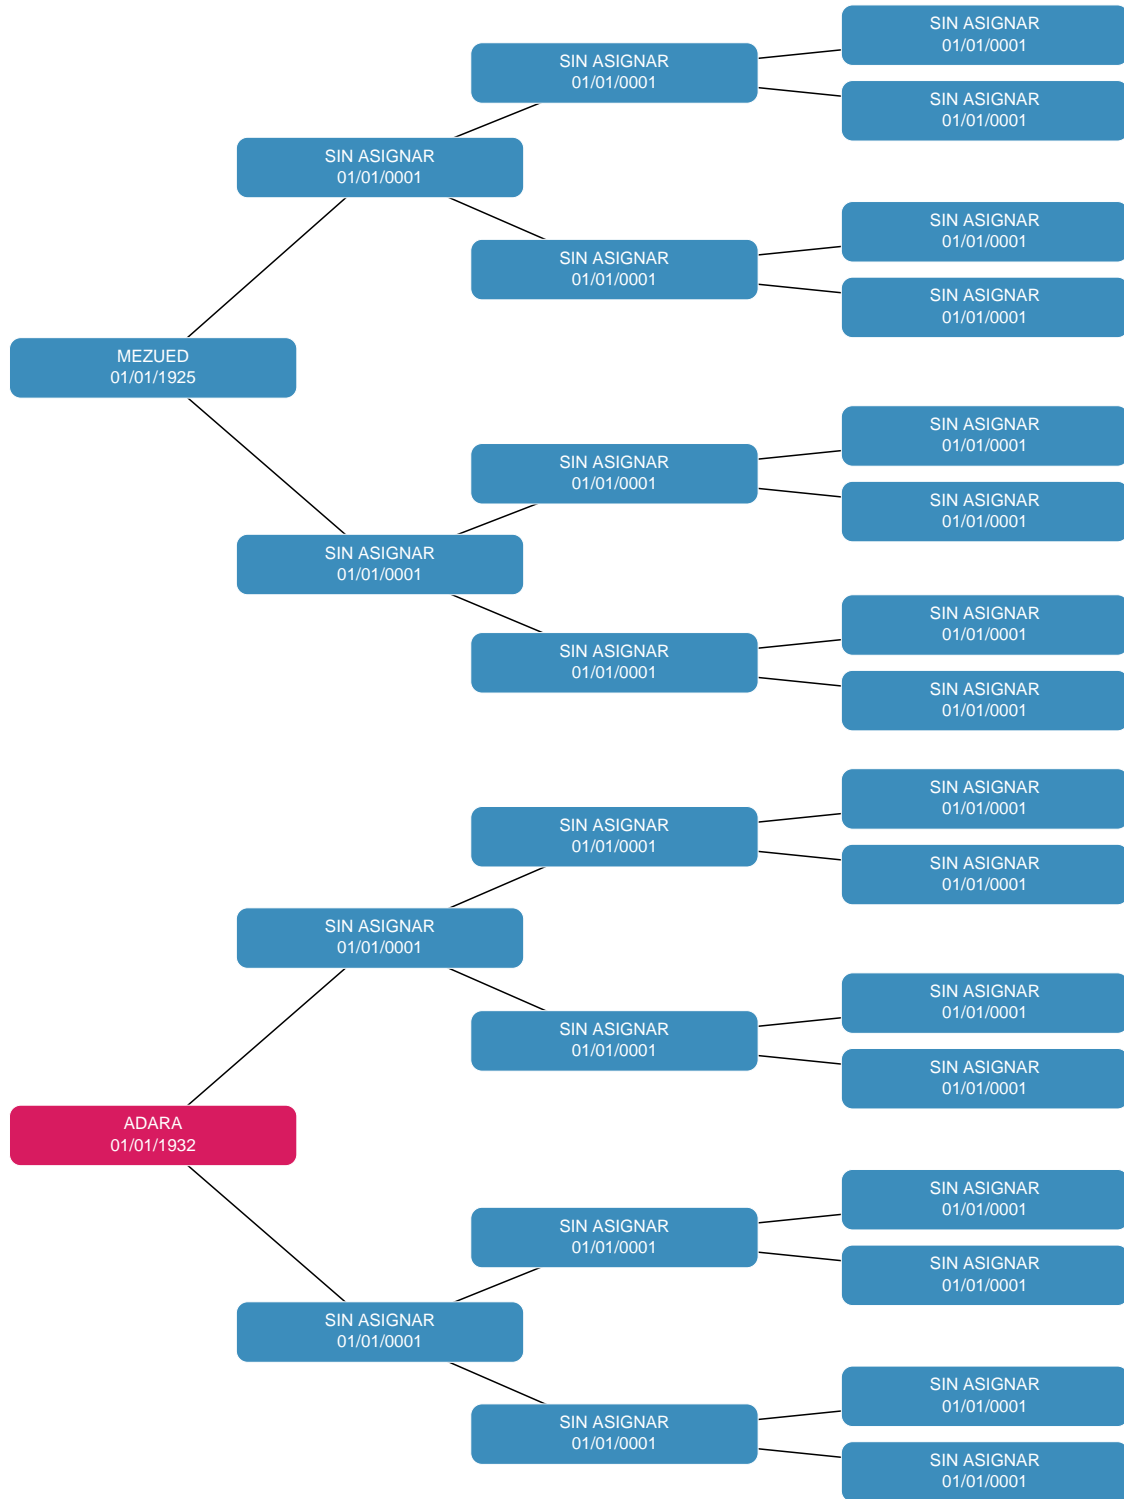 SIN ASIGNAR
01/01/0001
SIN ASIGNAR
01/01/0001
SIN ASIGNAR
01/01/0001
SIN ASIGNAR
01/01/0001
SIN ASIGNAR
01/01/0001
SIN ASIGNAR
01/01/0001
SIN ASIGNAR
01/01/0001
MEZUED
01/01/1925
SIN ASIGNAR
01/01/0001
SIN ASIGNAR
01/01/0001
SIN ASIGNAR
01/01/0001
SIN ASIGNAR
01/01/0001
SIN ASIGNAR
01/01/0001
SIN ASIGNAR
01/01/0001
SIN ASIGNAR
01/01/0001
SIN ASIGNAR
01/01/0001
SIN ASIGNAR
01/01/0001
SIN ASIGNAR
01/01/0001
SIN ASIGNAR
01/01/0001
SIN ASIGNAR
01/01/0001
SIN ASIGNAR
01/01/0001
SIN ASIGNAR
01/01/0001
ADARA
01/01/1932
SIN ASIGNAR
01/01/0001
SIN ASIGNAR
01/01/0001
SIN ASIGNAR
01/01/0001
SIN ASIGNAR
01/01/0001
SIN ASIGNAR
01/01/0001
SIN ASIGNAR
01/01/0001
SIN ASIGNAR
01/01/0001